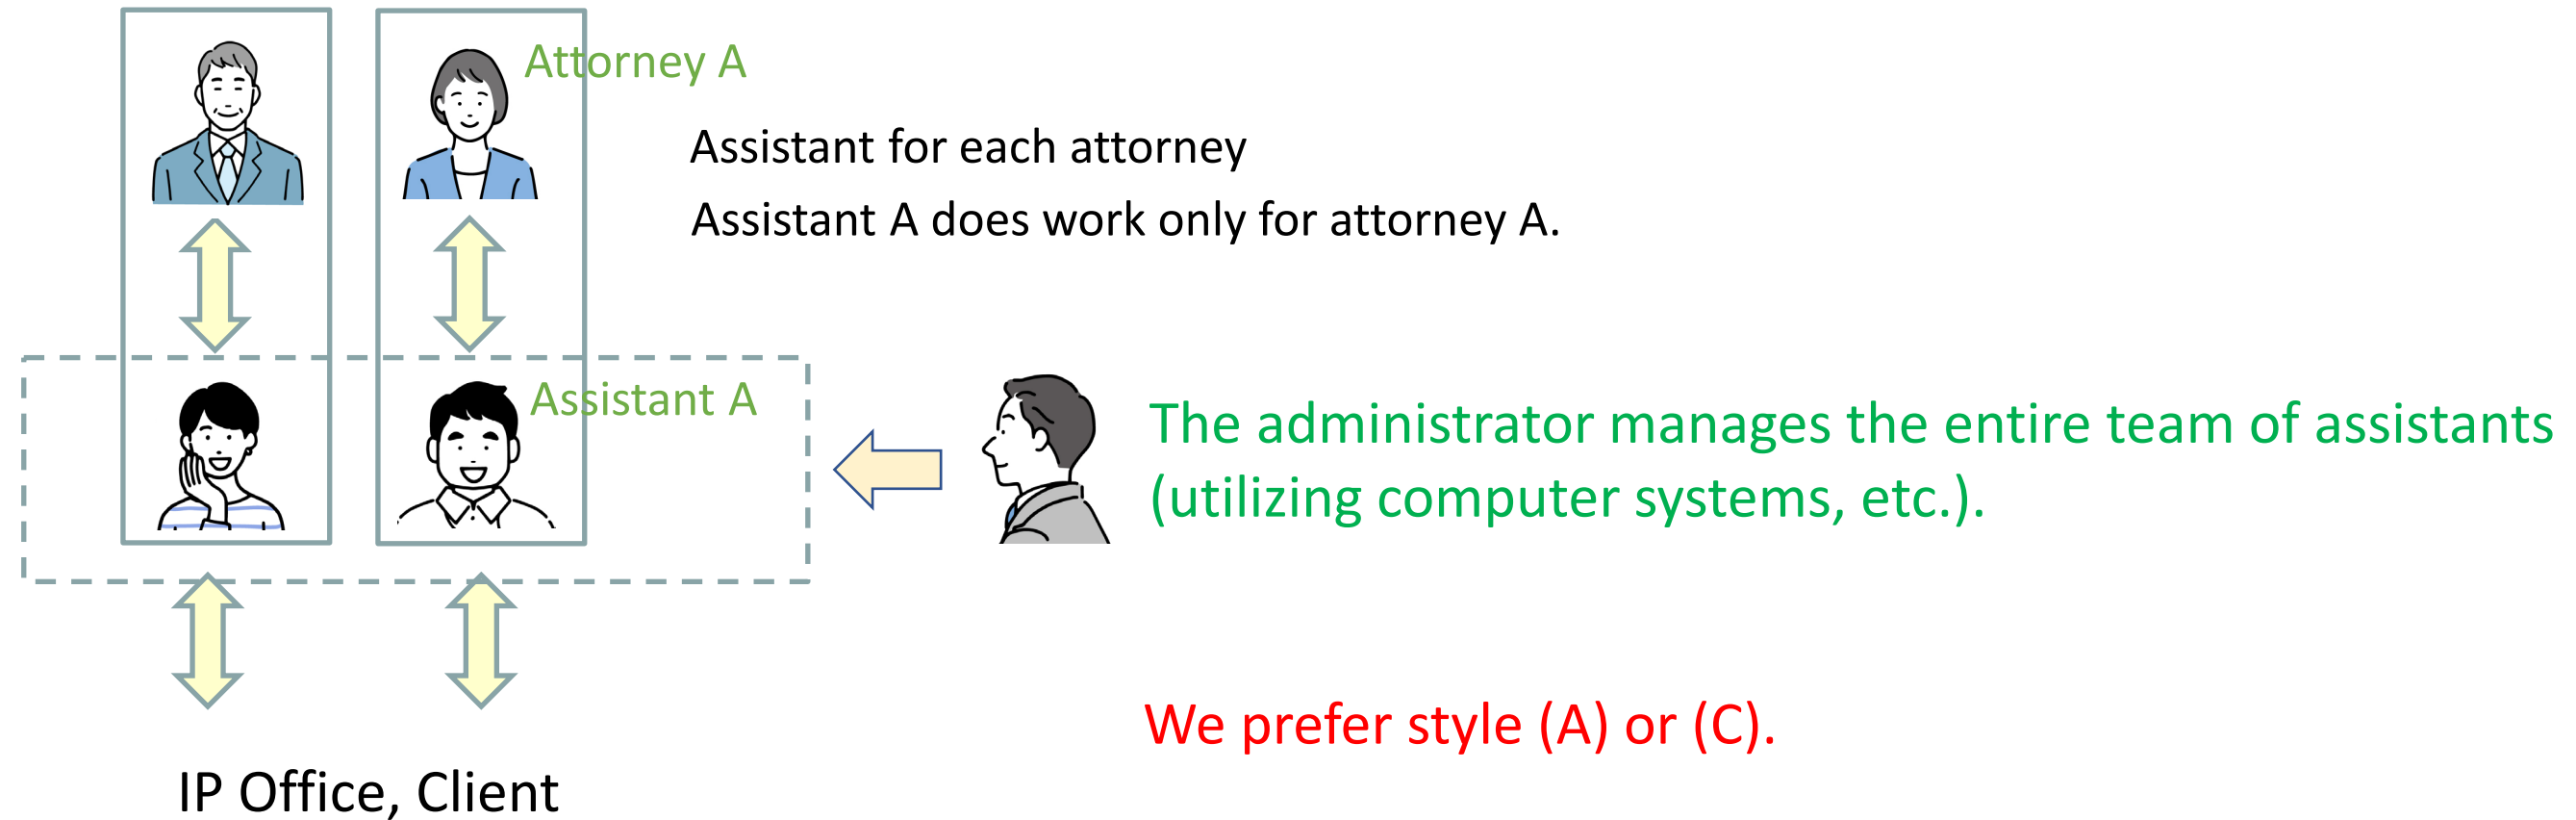 Attorney A
Assistant for each attorney
Assistant A does work only for attorney A.
Assistant A
The administrator manages the entire team of assistants
(utilizing computer systems, etc.).
We prefer style (A) or (C).
IP Office, Client